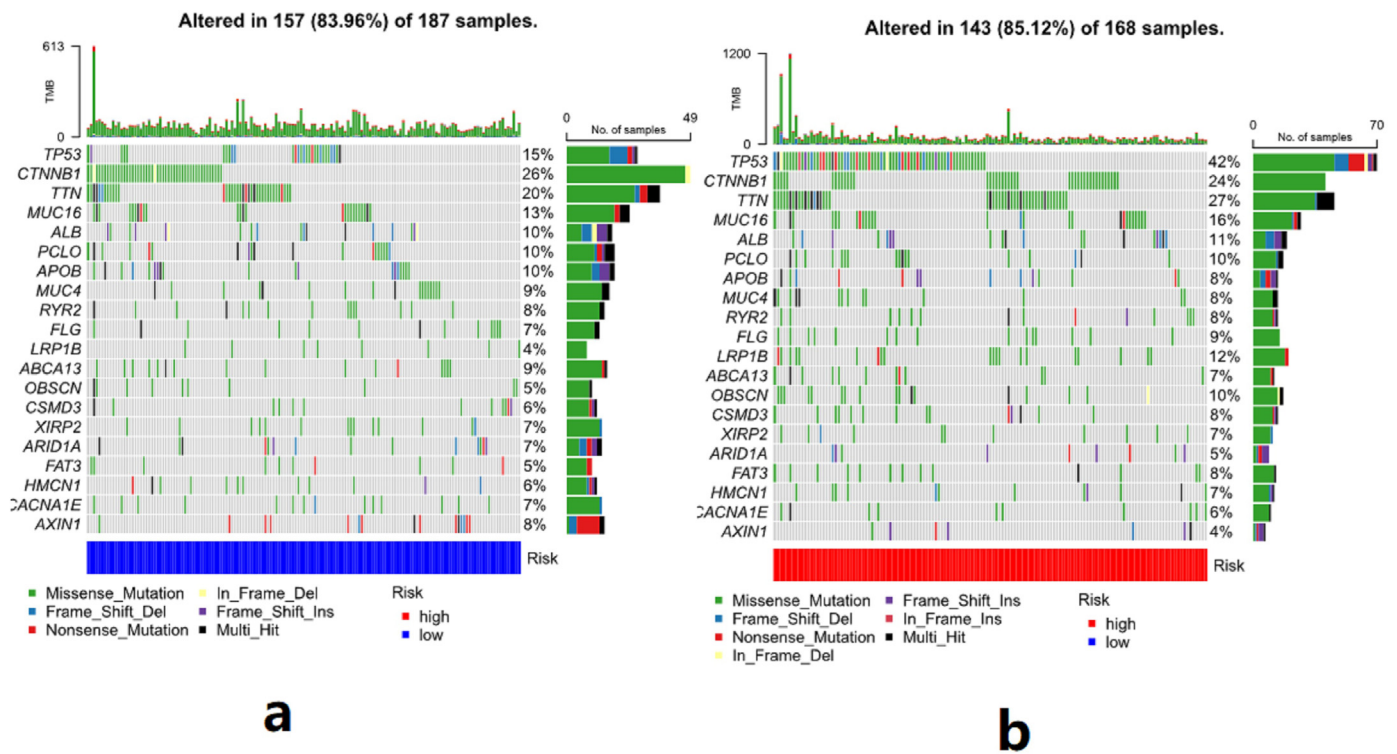 Altered in 157 (83.96%) of 187 samples.
613
TMB
0
0
49
No. of samples
TP53 15%
CTNNB1 26%
TTN 20%
MUC16 13%
ALB 10%
PCLO 10%
APOB 10%
MUC4 9%
RYR2 8%
FLG 7%
LRP1B 4%
ABCA13 9%
OBSCN 5%
CSMD3 6%
XIRP2 7%
ARID1A 7%
FAT3 5%
HMCN1 6%
CACNA1E 7%
AXIN1 8%
Risk
Missense_Mutation
Frame_Shift_Del
Nonsense_Mutation
In_Frame_Del
Frame_Shift_Ins
Multi_Hit
Risk
high
low
a
Altered in 143 (85.12%) of 168 samples.
1200
TMB
0
0
70
No. of samples
TP53 42%
CTNNB1 24%
TTN 27%
MUC16 16%
ALB 11%
PCLO 10%
APOB 8%
MUC4 8%
RYR2 8%
FLG 9%
LRP1B 12%
ABCA13 7%
OBSCN 10%
CSMD3 8%
XIRP2 7%
ARID1A 5%
FAT3 8%
HMCN1 7%
CACNA1E 6%
AXIN1 4%
Risk
Missense_Mutation
Frame_Shift_Del
Nonsense_Mutation
In_Frame_Del
Frame_Shift_Ins
In_Frame_Ins
Multi_Hit
Risk
high
low
b